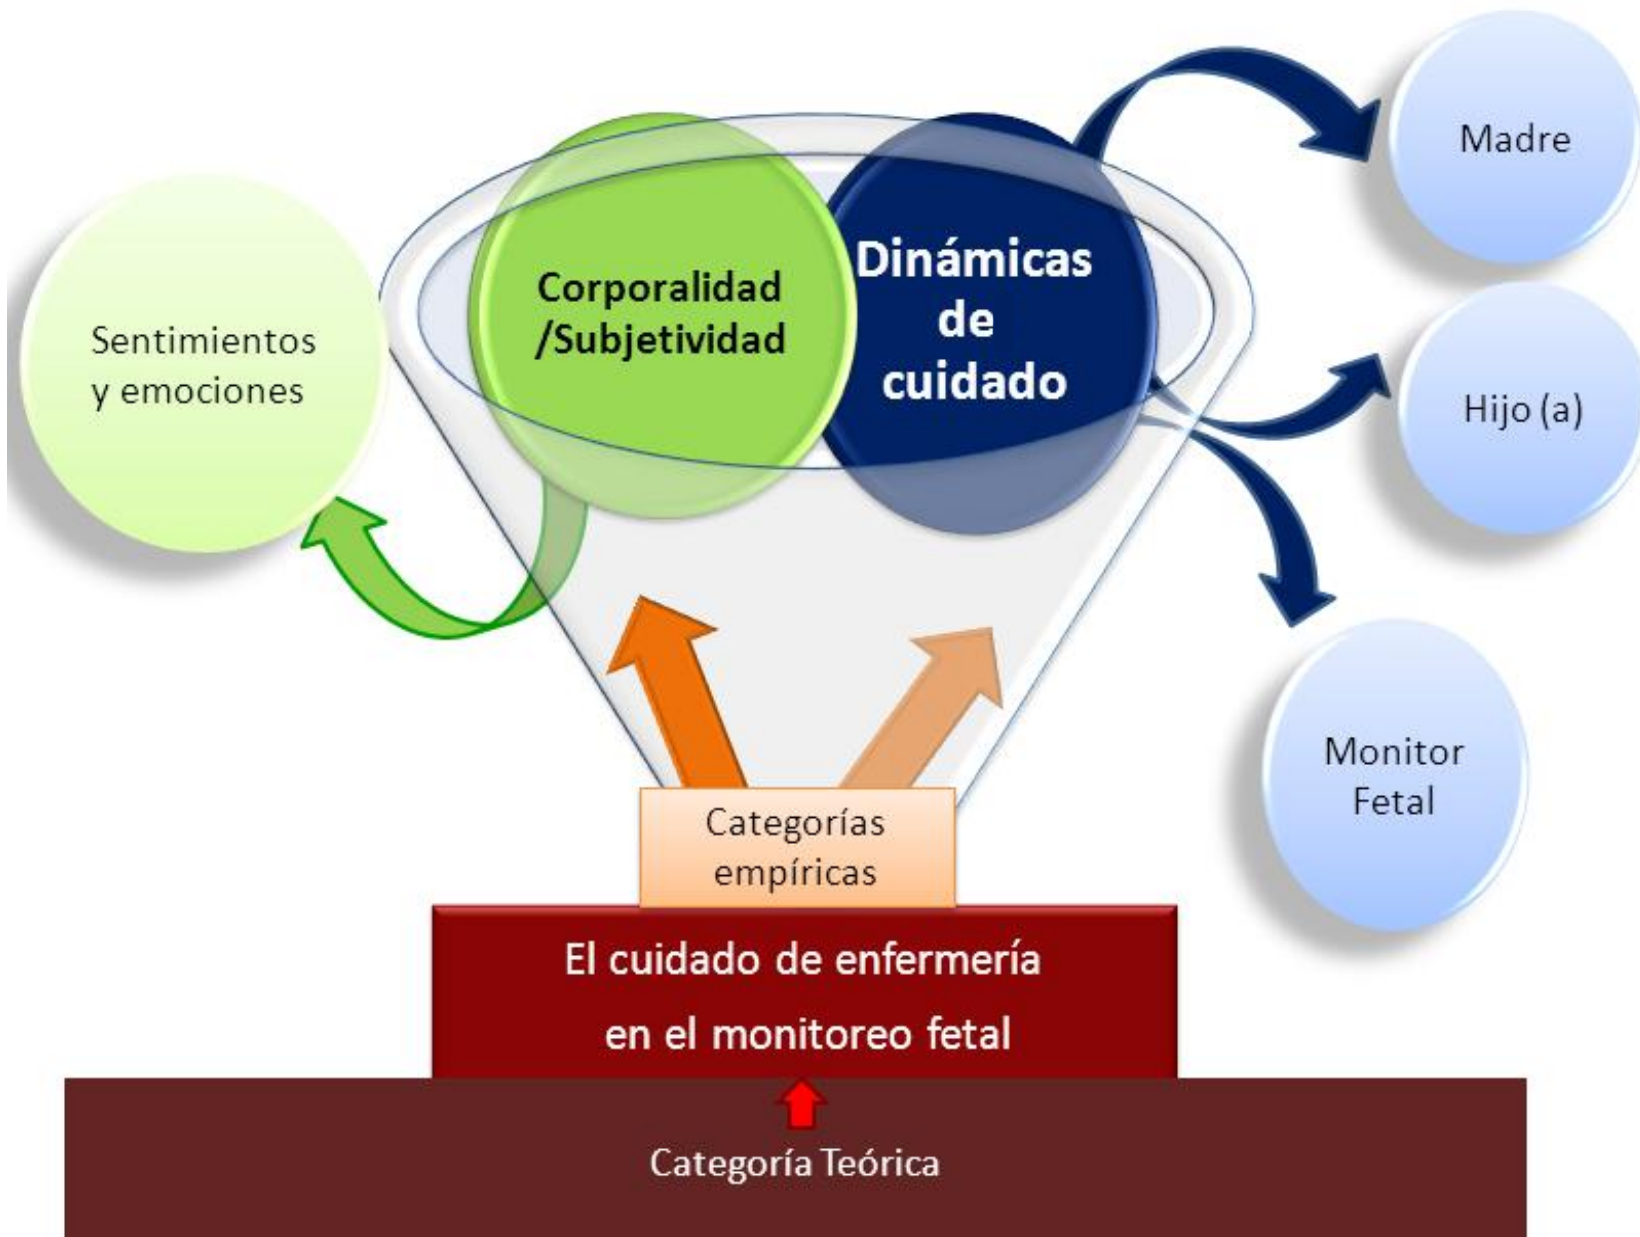 Madre
Corporalidad
/Subjetividad
Dinámicas
de
cuidado
Sentimientos
y emociones
Hijo (a)
Monitor
Fetal
Categorías
empíricas
El cuidado de enfermería
en el monitoreo fetal
Categoría Teórica